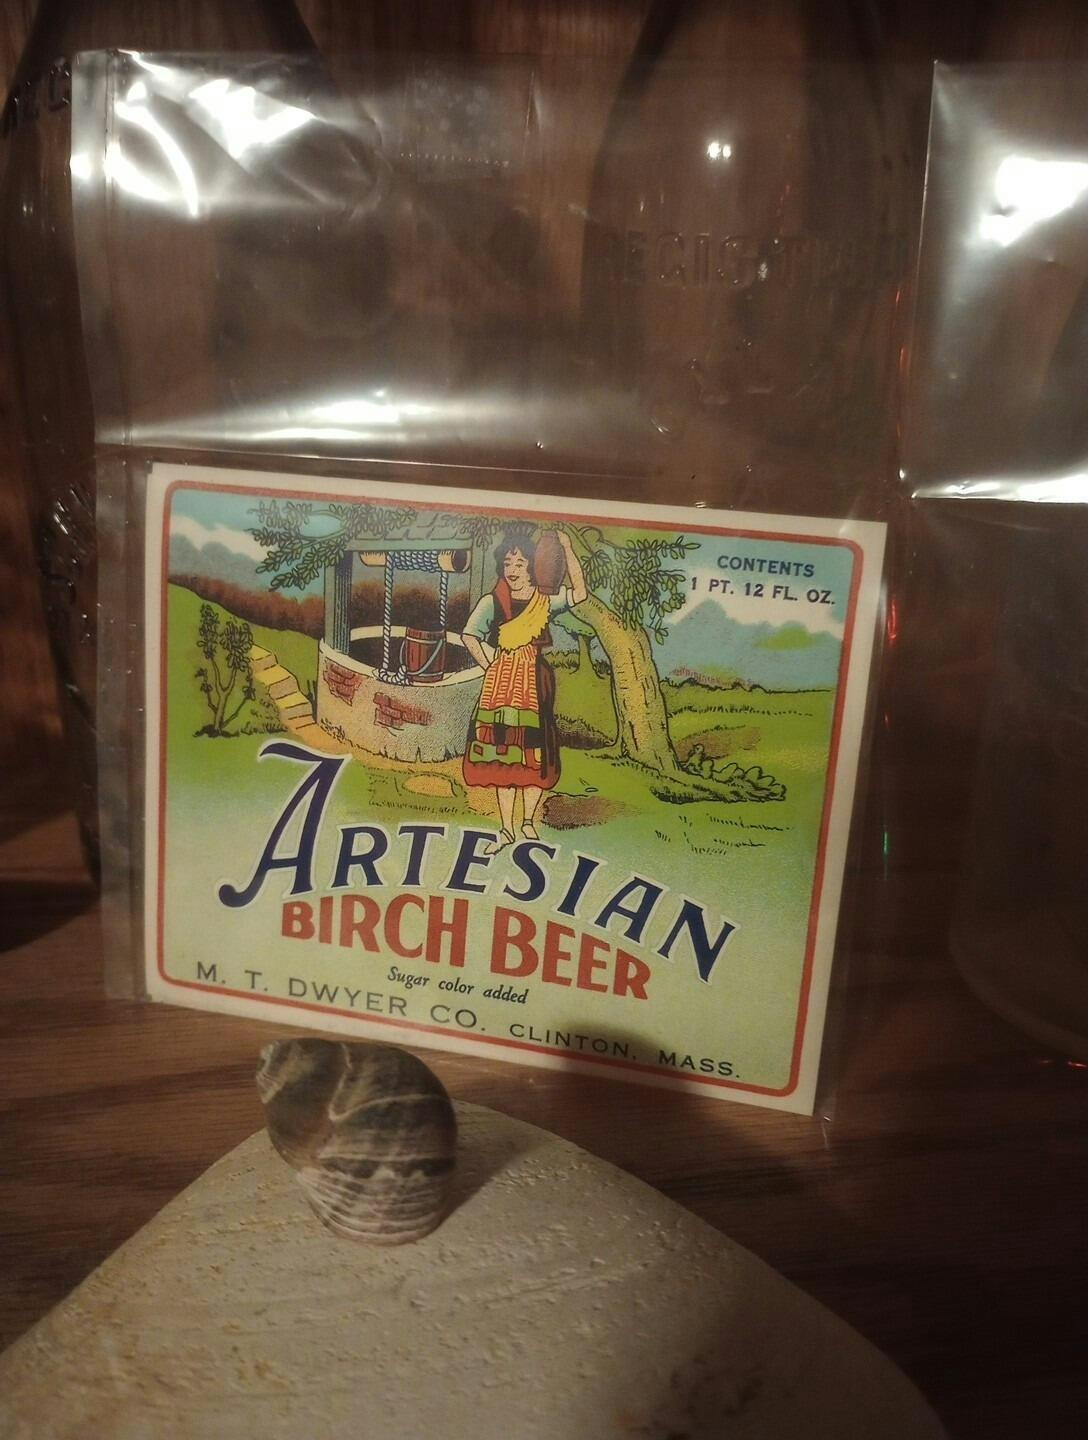 CONTENTS
1 PT. 12 FL. OZ.
ARTESIAN
BIRCH BEER
Sugar color added
M. T. DWYER CO. CLINTON, MASS.